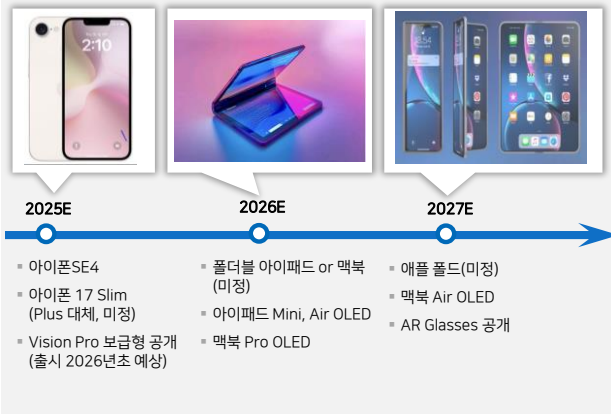 2:10
12:54
2025E
2026E
2027E
아이폰SE4
아이폰 17 Slim
(Plus 대체, 미정)
Vision Pro 보급형 공개
(출시 2026년초 예상)
폴더블 아이패드 or 맥북
(미정)
아이패드 Mini, Air OLED
맥북 Pro OLED
애플 폴드(미정)
맥북 Air OLED
AR Glasses 공개